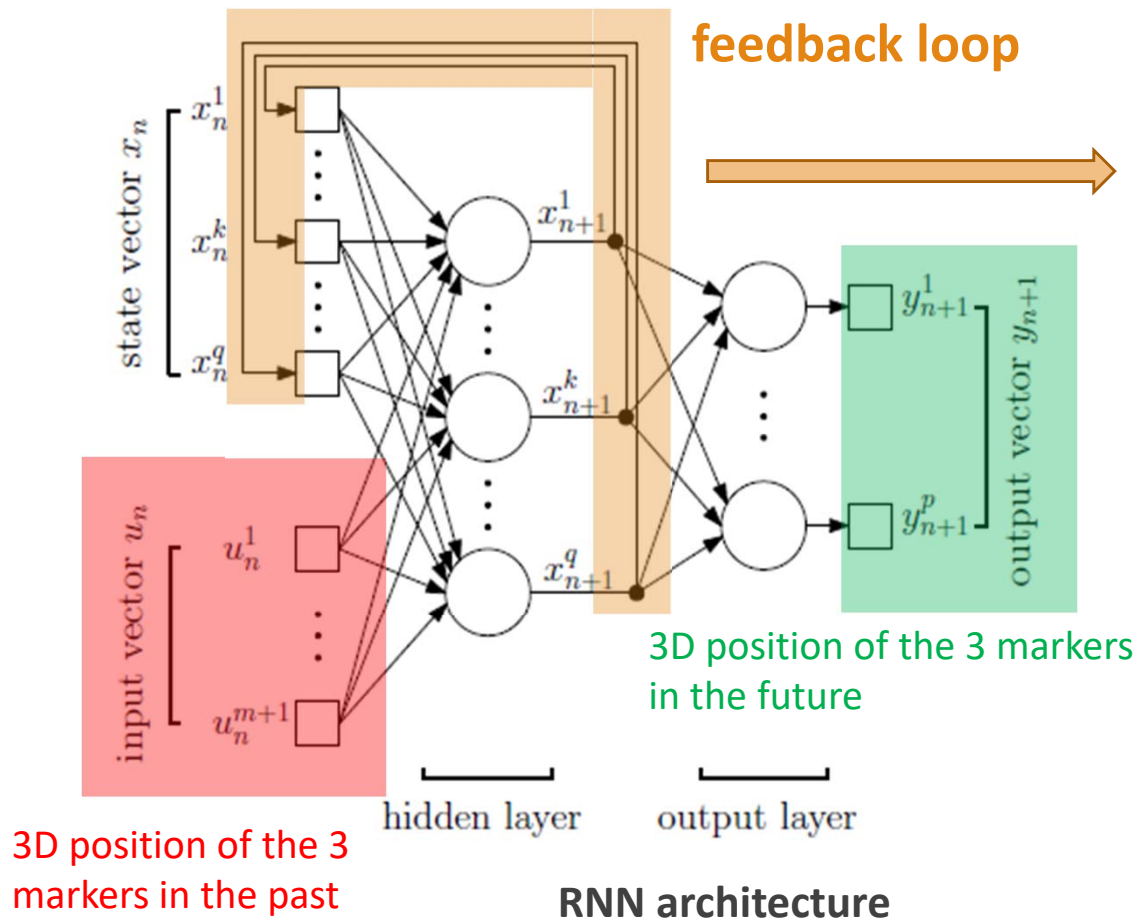 feedback loop
state vector x_n
x_n^1
x_n^k
x_n^q
x_{n+1}^1
x_{n+1}^k
x_{n+1}^q
y_{n+1}^1
y_{n+1}^p
output vector y_{n+1}
input vector u_n
u_n^1
u_n^{m+1}
3D position of the 3 markers
in the future
hidden layer
output layer
3D position of the 3
markers in the past
RNN architecture